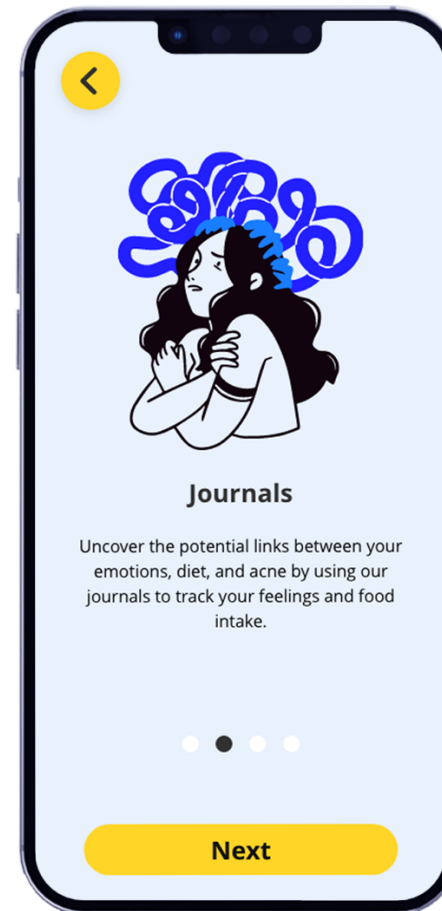 Journals
Uncover the potential links between your
emotions, diet, and acne by using our
journals to track your feelings and food
intake.
Next